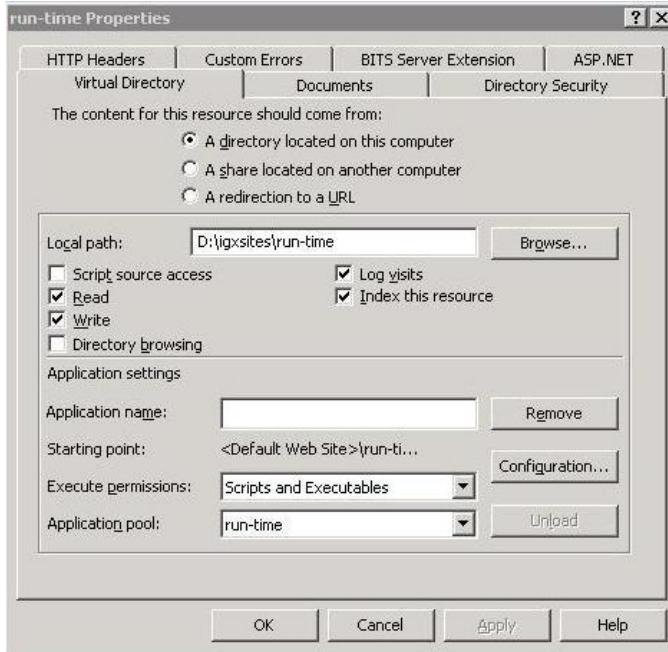 run-time Properties
HTTP Headers Custom Errors BITS Server Extension ASP.NET
Virtual Directory Documents Directory Security
The content for this resource should come from:
A directory located on this computer
A share located on another computer
A redirection to a URL
Local path: D:\igxsites\run-time Browse...
Script source access Log visits
Read Index this resource
Write
Directory browsing
Application settings
Application name: Remove
Starting point: <Default Web Site>\run-ti...
Configuration...
Execute permissions: Scripts and Executables
Application pool: run-time Unload
OK Cancel Apply Help